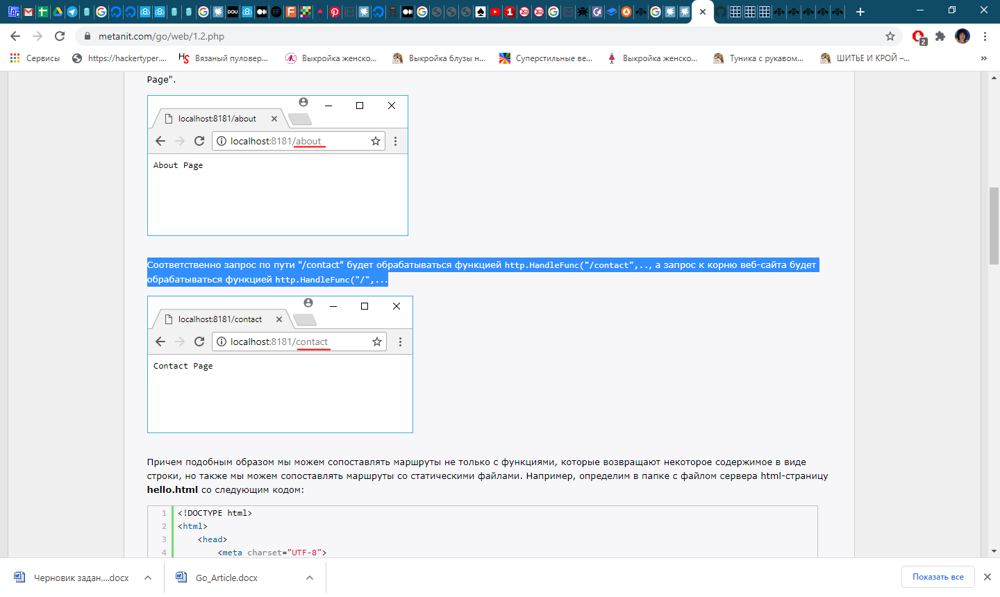 metanit.com/go/web/1.2.php
2
Сервисы
https://hackertyper....
Вязаный пуловер...
Выкройка женско...
Выкройка блузы н...
Суперстильные ве...
Выкройка женско...
Туника с рукавом...
ШИТЬЕ И КРОЙ –...
»
Page".
localhost:8181/about
localhost:8181/about
About Page
Соответственно запрос по пути "/contact" будет обрабатываться функцией http.HandleFunc("/contact",.., а запрос к корню веб-сайта будет
обрабатываться функцией http.HandleFunc("/",...
localhost:8181/contact
localhost:8181/contact
Contact Page
Причем подобным образом мы можем сопоставлять маршруты не только с функциями, которые возвращают некоторое содержимое в виде
строки, но также мы можем сопоставлять маршруты со статическими файлами. Например, определим в папке с файлом сервера html-страницу
hello.html со следующим кодом:
1 <!DOCTYPE html>
2 <html>
3 <head>
4 <meta charset="UTF-8">
Черновик задан....docx
Go_Article.docx
Показать все